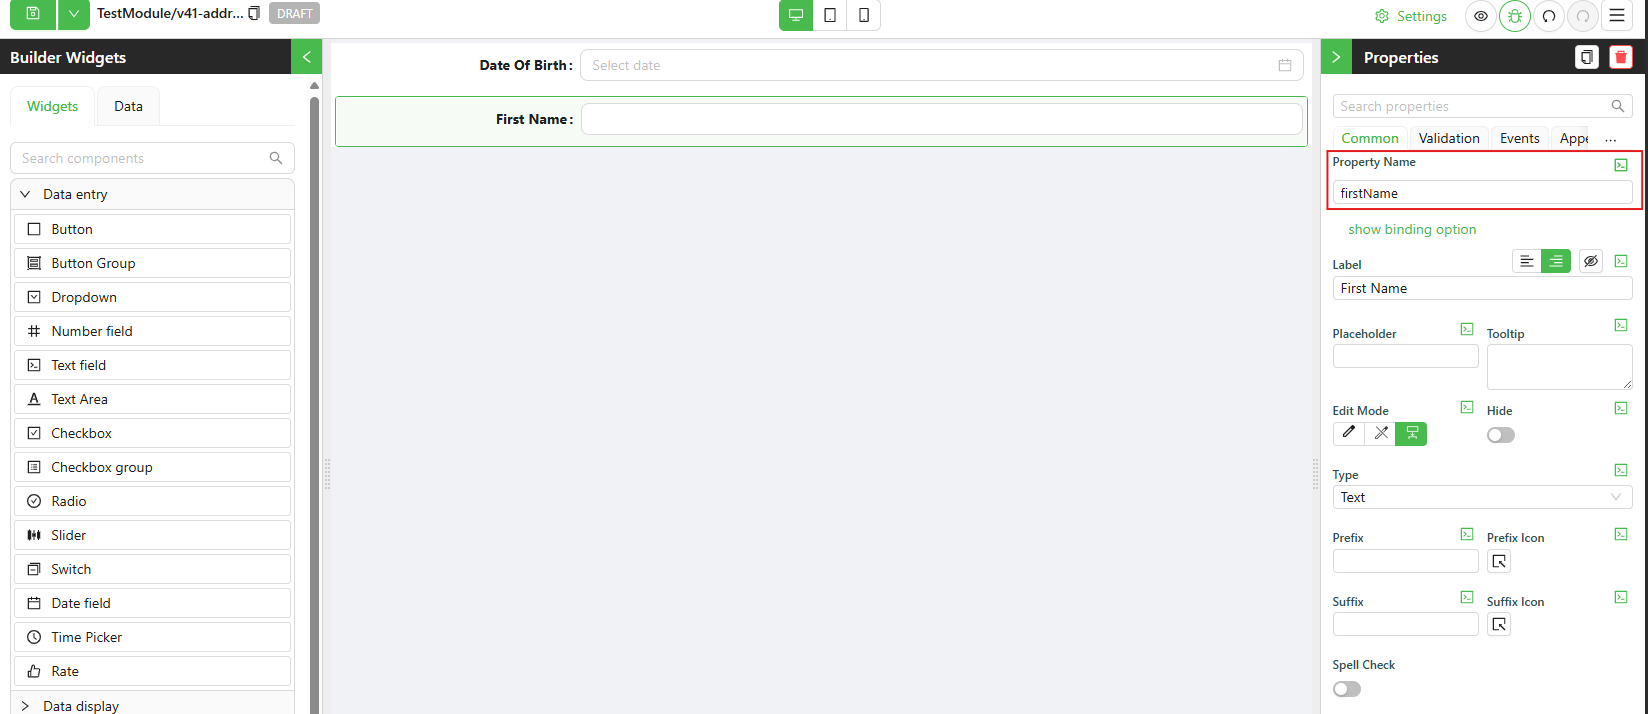 TestModule/v41-addr...
DRAFT
Settings
Builder Widgets
Widgets
Data
Search components
Data entry
Button
Button Group
Dropdown
Number field
Text field
Text Area
Checkbox
Checkbox group
Radio
Slider
Switch
Date field
Time Picker
Rate
Data display
Date Of Birth:
Select date
First Name:
Properties
Search properties
Common
Validation
Events
Appe
...
Property Name
firstName
show binding option
Label
First Name
Placeholder
Tooltip
Edit Mode
Hide
Type
Text
Prefix
Prefix Icon
Suffix
Suffix Icon
Spell Check